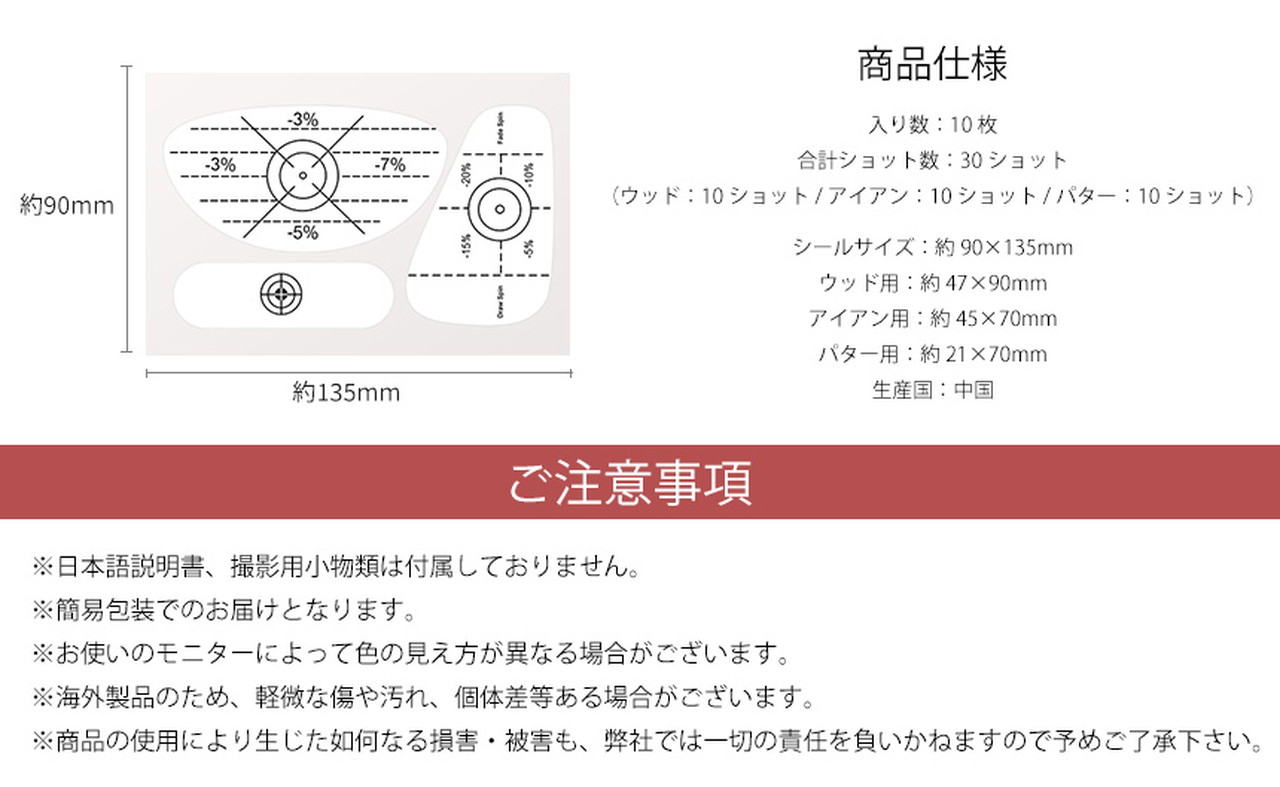 商品仕様
入り数：10 枚
合計ショット数：30 ショット
（ウッド：10 ショット / アイアン：10 ショット / パター：10 ショット）
シールサイズ：約 90×135mm
ウッド用：約 47×90mm
アイアン用：約 45×70mm
パター用：約 21×70mm
生産国：中国
約90mm
約135mm
-3%
-3%
-7%
-5%
Fade Spin
-20%
-10%
-15%
-5%
Draw Spin
ご注意事項
※日本語説明書、撮影用小物類は付属しておりません。
※簡易包装でのお届けとなります。
※お使いのモニターによって色の見え方が異なる場合がございます。
※海外製品のため、軽微な傷や汚れ、個体差等ある場合がございます。
※商品の使用により生じた如何なる損害・被害も、弊社では一切の責任を負いかねますので予めご了承下さい。